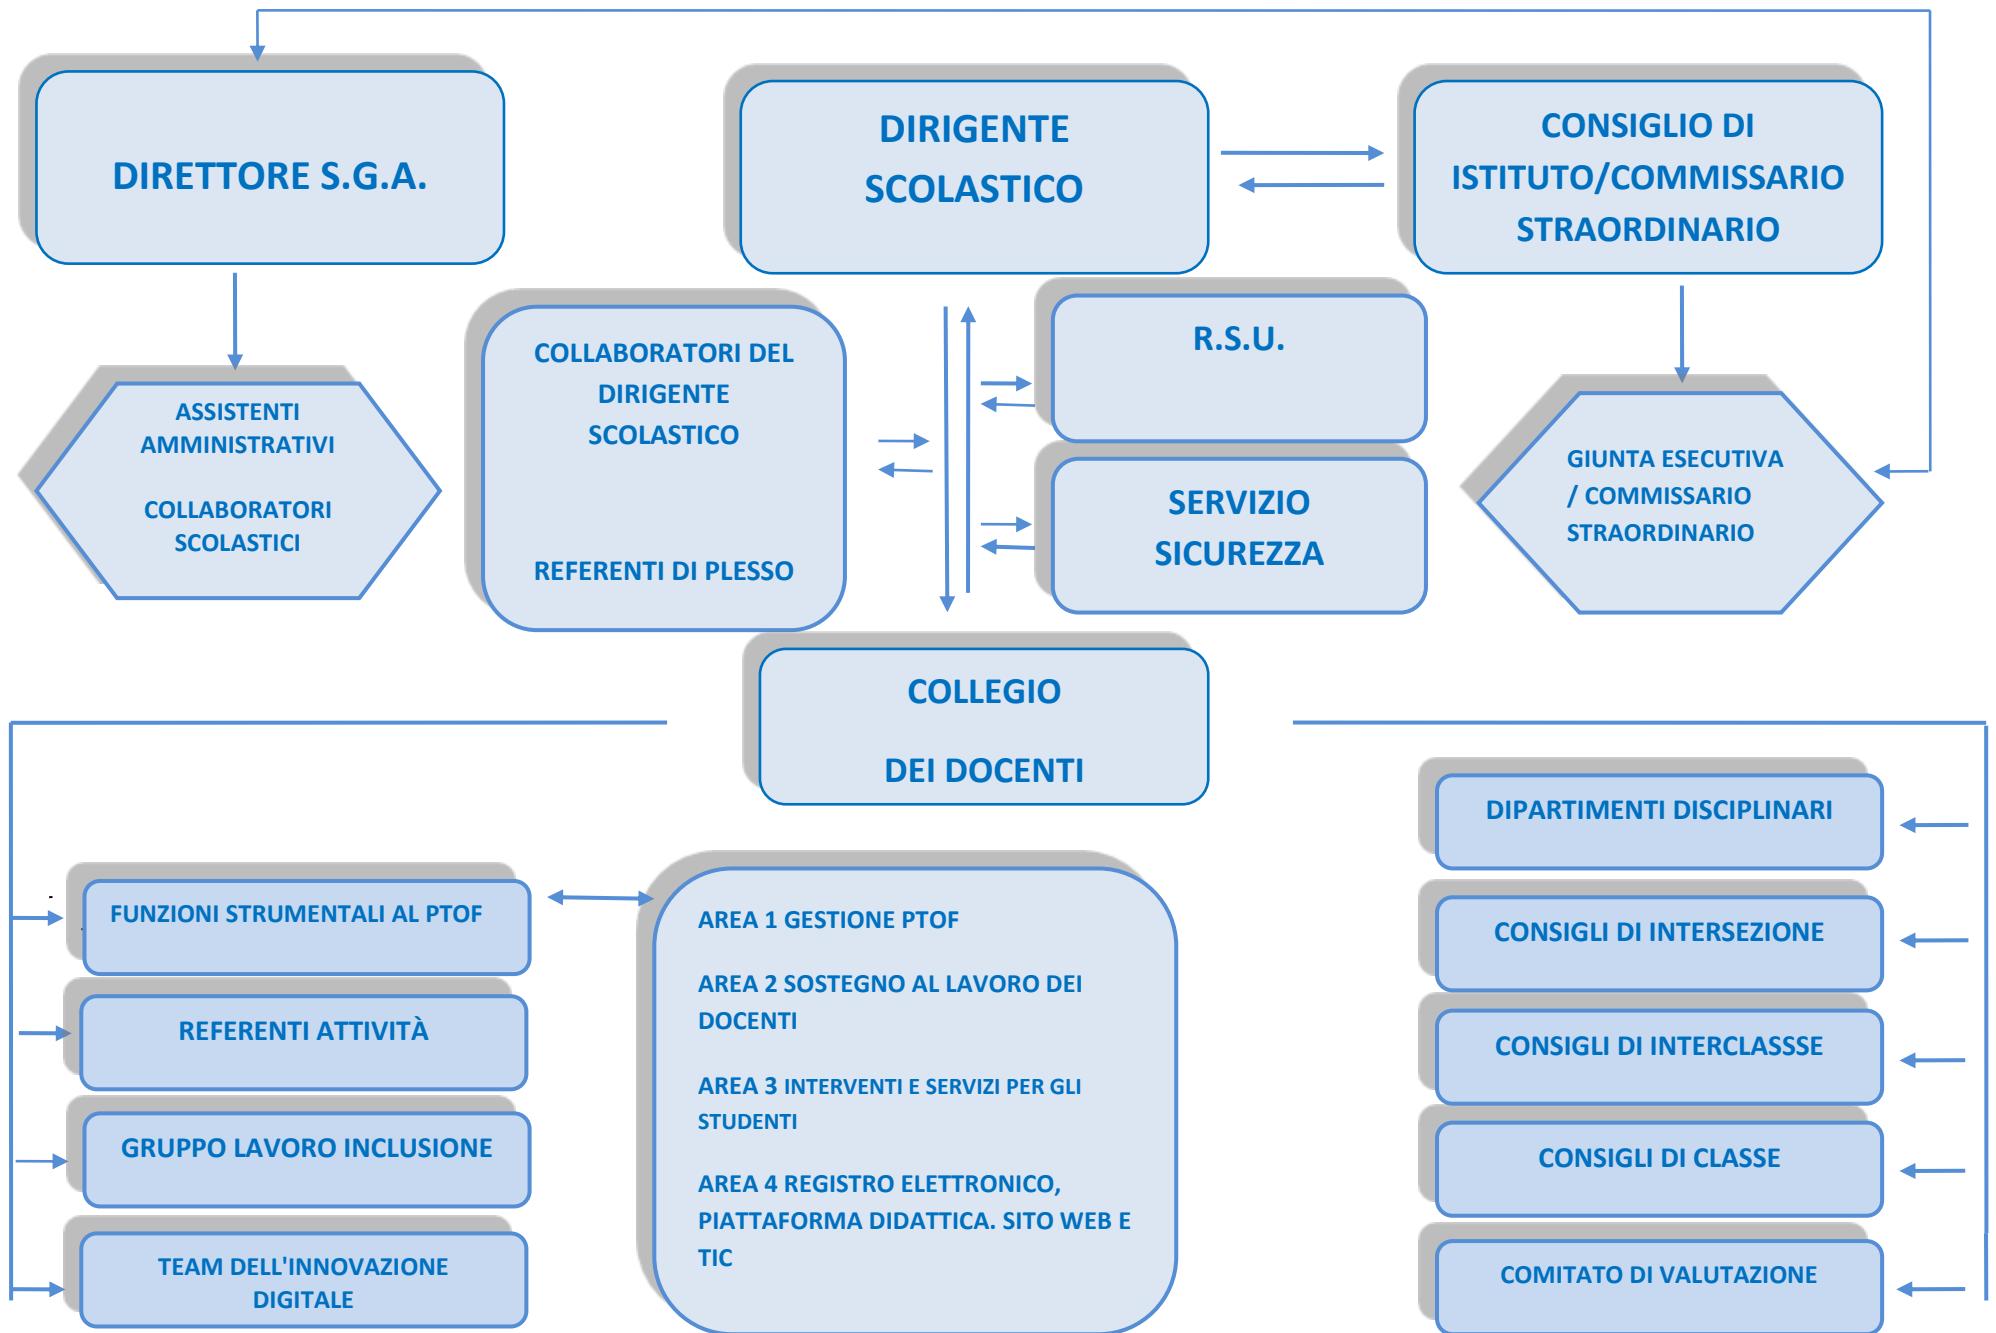 DIRETTORE S.G.A.
DIRIGENTE
SCOLASTICO
CONSIGLIO DI
ISTITUTO/COMMISSARIO
STRAORDINARIO
ASSISTENTI
AMMINISTRATIVI
COLLABORATORI
SCOLASTICI
COLLABORATORI DEL
DIRIGENTE
SCOLASTICO
REFERENTI DI PLESSO
R.S.U.
SERVIZIO
SICUREZZA
GIUNTA ESECUTIVA
/ COMMISSARIO
STRAORDINARIO
COLLEGIO
DEI DOCENTI
FUNZIONI STRUMENTALI AL PTOF
REFERENTI ATTIVITÀ
GRUPPO LAVORO INCLUSIONE
TEAM DELL'INNOVAZIONE
DIGITALE
AREA 1 GESTIONE PTOF
AREA 2 SOSTEGNO AL LAVORO DEI
DOCENTI
AREA 3 INTERVENTI E SERVIZI PER GLI
STUDENTI
AREA 4 REGISTRO ELETTRONICO,
PIATTAFORMA DIDATTICA. SITO WEB E
TIC
DIPARTIMENTI DISCIPLINARI
CONSIGLI DI INTERSEZIONE
CONSIGLI DI INTERCLASSSE
CONSIGLI DI CLASSE
COMITATO DI VALUTAZIONE